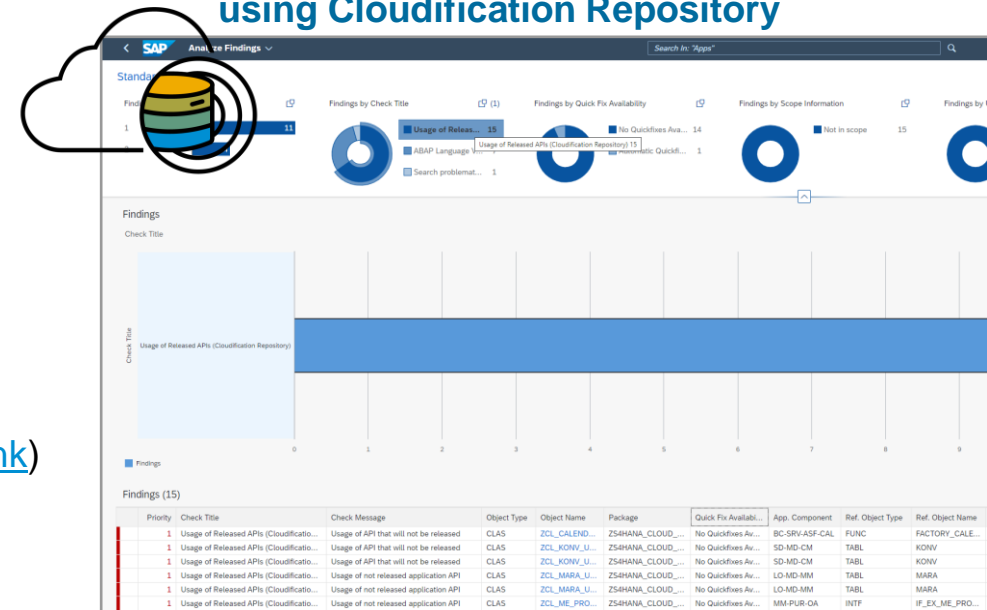 using Cloudification Repository
SAP Analyze Findings Search In: "Apps"
Findings by Check Title (1) Findings by Quick Fix Availability Findings by Scope Information Findings by
1 11
Usage of Releas... 15
No Quickfixes Ava... 14
Not in scope 15
Usage of Released APIs (Cloudification Repository) 15
ABAP Language
Automatic Quickfi... 1
Search problemat... 1
Findings
Check Title
Check Title
Usage of Released APIs (Cloudification Repository)
0 1 2 3 4 5 6 7 8 9
Findings
nk)
Findings (15)
Priority Check Title Check Message Object Type Object Name Package Quick Fix Availabi... App. Component Ref. Object Type Ref. Object Name
1 Usage of Released APIs (Cloudificatio... Usage of API that will not be released CLAS ZCL_CALEND... ZS4HANA_CLOUD_... No Quickfixes Av... BC-SRV-ASF-CAL FUNC FACTORY_CALE...
1 Usage of Released APIs (Cloudificatio... Usage of API that will not be released CLAS ZCL_KONV_U... ZS4HANA_CLOUD_... No Quickfixes Av... SD-MD-CM TABL KONV
1 Usage of Released APIs (Cloudificatio... Usage of API that will not be released CLAS ZCL_KONV_U... ZS4HANA_CLOUD_... No Quickfixes Av... SD-MD-CM TABL KONV
1 Usage of Released APIs (Cloudificatio... Usage of not released application API CLAS ZCL_MARA_U... ZS4HANA_CLOUD_... No Quickfixes Av... LO-MD-MM TABL MARA
1 Usage of Released APIs (Cloudificatio... Usage of not released application API CLAS ZCL_MARA_U... ZS4HANA_CLOUD_... No Quickfixes Av... LO-MD-MM TABL MARA
1 Usage of Released APIs (Cloudificatio... Usage of not released application API CLAS ZCL_ME_PRO... ZS4HANA_CLOUD_... No Quickfixes Av... MM-PUR-OA INTF IF_EX_ME_PRO...